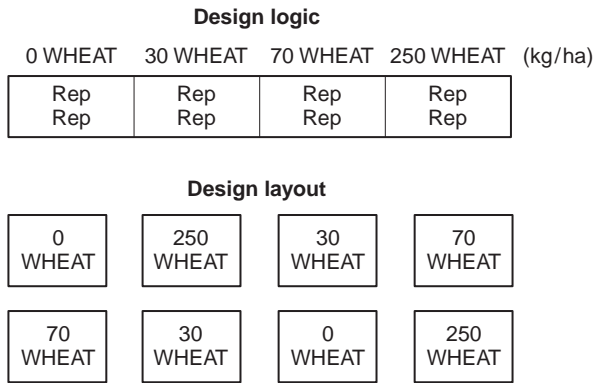 Design logic
0 WHEAT 30 WHEAT 70 WHEAT 250 WHEAT (kg/ha)
Rep Rep Rep Rep
Rep Rep Rep Rep
Design layout
0 250 30 70
WHEAT WHEAT WHEAT WHEAT
70 30 0 250
WHEAT WHEAT WHEAT WHEAT